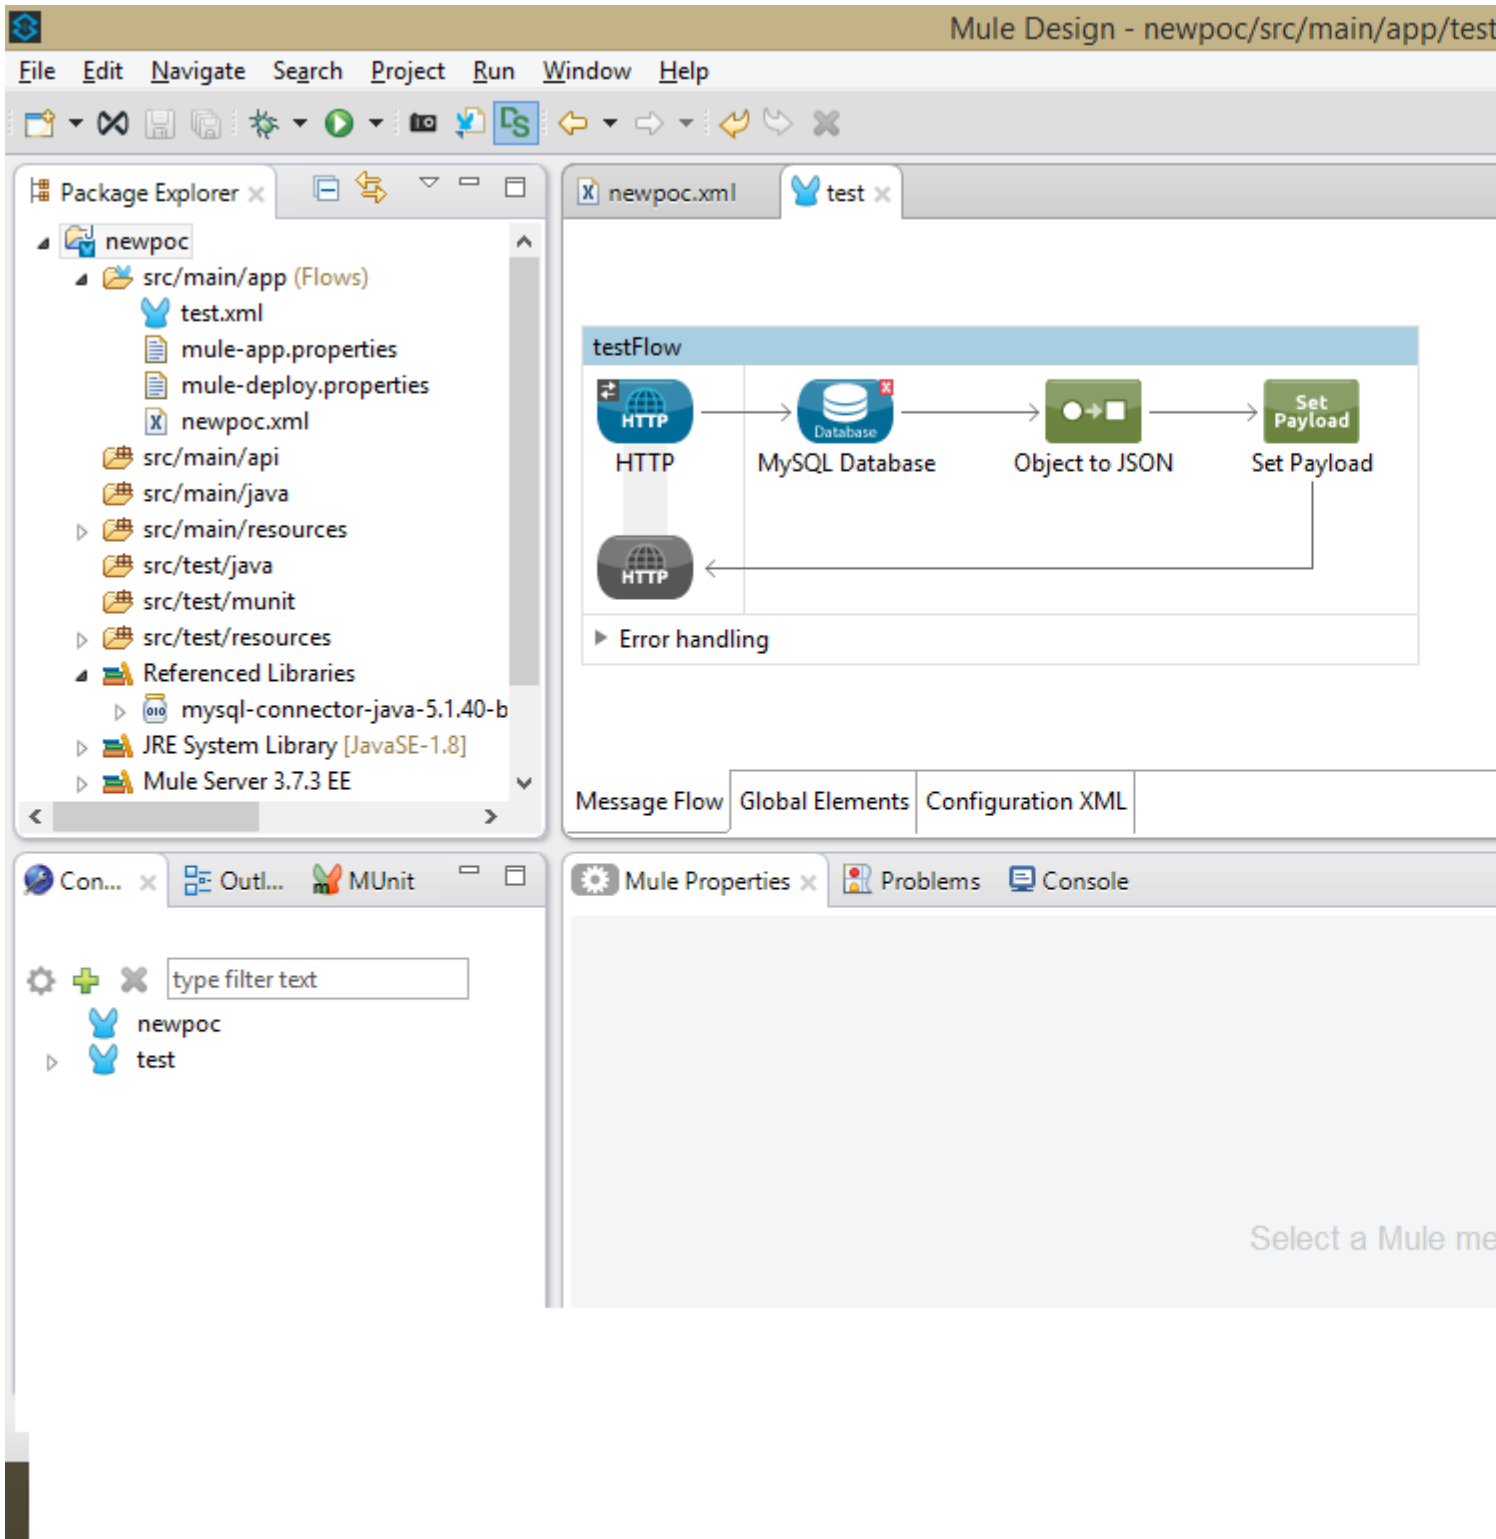 Mule Design - newpoc/src/main/app/test
File Edit Navigate Search Project Run Window Help
Package Explorer
newpoc
src/main/app (Flows)
test.xml
mule-app.properties
mule-deploy.properties
newpoc.xml
src/main/api
src/main/java
src/main/resources
src/test/java
src/test/munit
src/test/resources
Referenced Libraries
mysql-connector-java-5.1.40-b
JRE System Library [JavaSE-1.8]
Mule Server 3.7.3 EE
newpoc.xml test
testFlow
HTTP Database Set Payload
HTTP MySQL Database Object to JSON Set Payload
HTTP
Error handling
Message Flow Global Elements Configuration XML
Con... Outl... MUnit
type filter text
newpoc
test
Mule Properties Problems Console
Select a Mule me